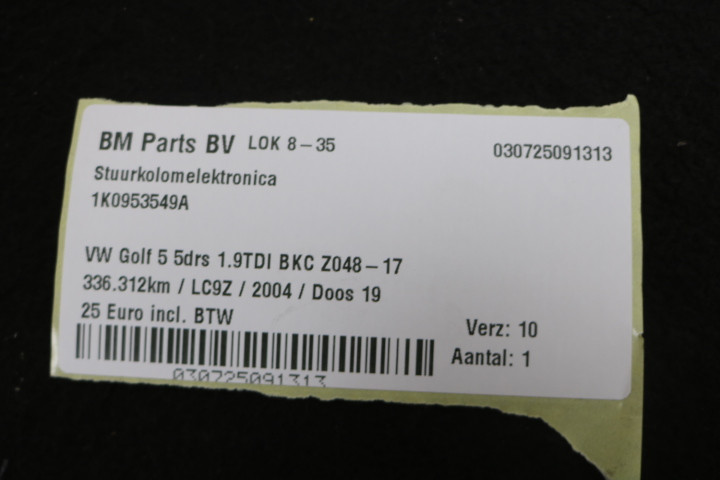 BM Parts BV LOK 8-35 030725091313
Stuurkolomelektronica
1K0953549A
VW Golf 5 5drs 1.9TDI BKC Z048-17
336.312km / LC9Z / 2004 / Doos 19
25 Euro incl. BTW
Verz: 10
Aantal: 1
030725091313